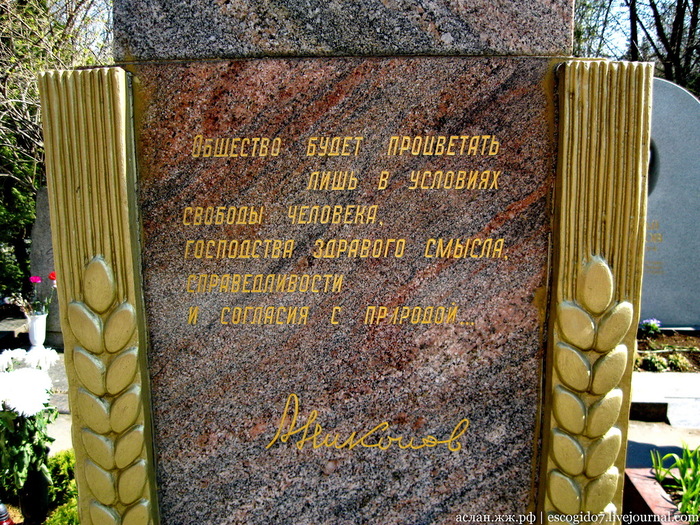 Общество будет процветать
лишь в условиях
свободы человека,
господства здравого смысла,
справедливости
и согласия с природой...
А.Никонов
аслан.жж.рф | escogido7.livejournal.com